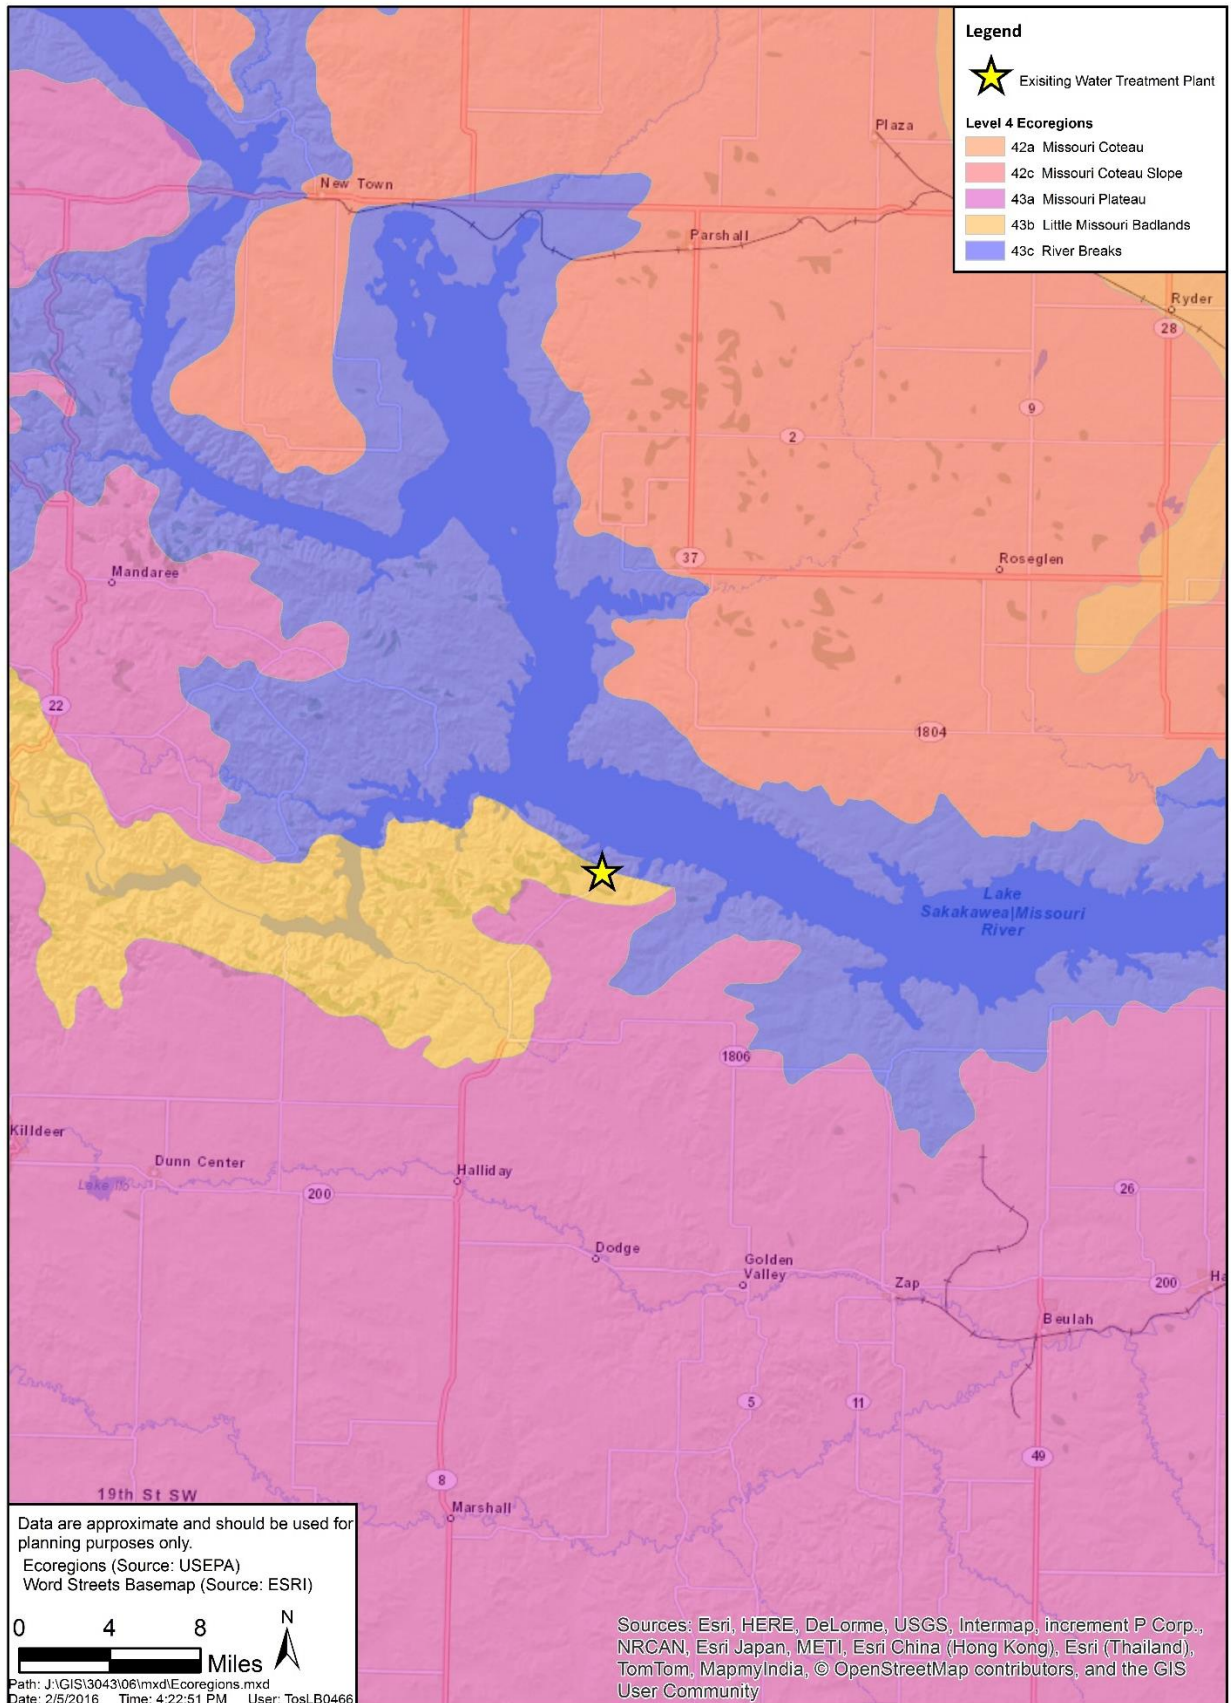 Legend
Exisiting Water Treatment Plant
Level 4 Ecoregions
42a Missouri Coteau
42c Missouri Coteau Slope
43a Missouri Plateau
43b Little Missouri Badlands
43c River Breaks
Plaza
New Town
Parshall
Ryder
28
9
2
37
Roseglen
Mandaree
22
1804
Lake
Sakakawea|Missouri
River
1806
Killdeer
Dunn Center
Halliday
200
26
Dodge
Golden
Valley
Zap
200
Ha
Beulah
5
11
49
8
19th St SW
Marshall
Data are approximate and should be used for
planning purposes only.
Ecoregions (Source: USEPA)
Word Streets Basemap (Source: ESRI)
0 4 8
Miles
N
Path: J:\GIS\3043\06\mxd\Ecoregions.mxd
Date: 2/5/2016 Time: 4:22:51 PM User: TosLB0466
Sources: Esri, HERE, DeLorme, USGS, Intermap, increment P Corp.,
NRCAN, Esri Japan, METI, Esri China (Hong Kong), Esri (Thailand),
TomTom, MapmyIndia, © OpenStreetMap contributors, and the GIS
User Community